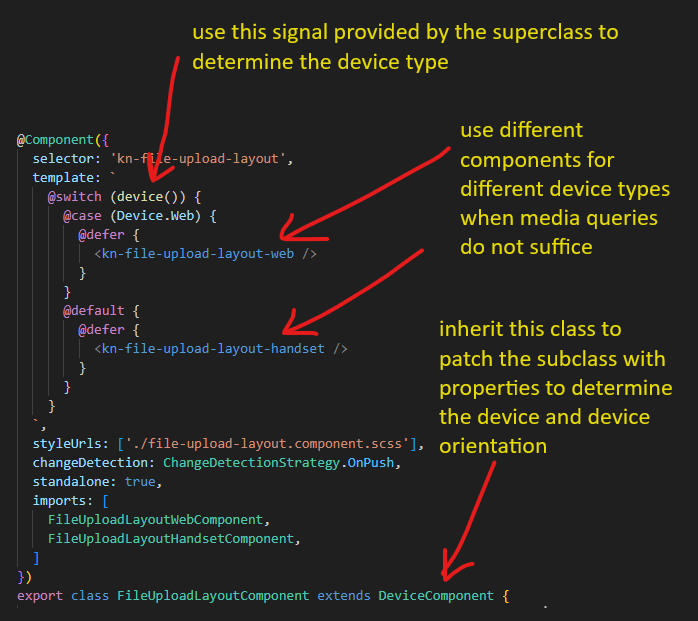 use this signal provided by the superclass to
determine the device type
use different
components for
different device types
when media queries
do not suffice
inherit this class to
patch the subclass with
properties to determine
the device and device
orientation
@Component({
  selector: 'kn-file-upload-layout',
  template: `
    @switch (device()) {
      @case (Device.Web) {
        @defer {
          <kn-file-upload-layout-web />
        }
      }
      @default {
        @defer {
          <kn-file-upload-layout-handset />
        }
      }
    }
  `,
  styleUrls: ['./file-upload-layout.component.scss'],
  changeDetection: ChangeDetectionStrategy.OnPush,
  standalone: true,
  imports: [
    FileUploadLayoutWebComponent,
    FileUploadLayoutHandsetComponent,
  ]
})
export class FileUploadLayoutComponent extends DeviceComponent {